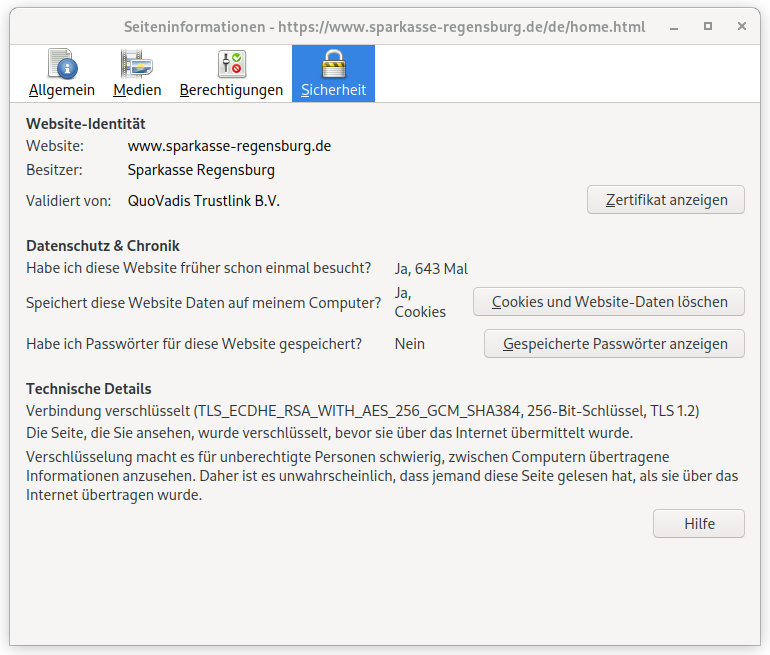 Seiteninformationen - https://www.sparkasse-regensburg.de/de/home.html
Allgemein Medien Berechtigungen Sicherheit
Website-Identität
Website: www.sparkasse-regensburg.de
Besitzer: Sparkasse Regensburg
Validiert von: QuoVadis Trustlink B.V. Zertifikat anzeigen
Datenschutz & Chronik
Habe ich diese Website früher schon einmal besucht? Ja, 643 Mal
Speichert diese Website Daten auf meinem Computer? Ja, Cookies Cookies und Website-Daten löschen
Habe ich Passwörter für diese Website gespeichert? Nein Gespeicherte Passwörter anzeigen
Technische Details
Verbindung verschlüsselt (TLS_ECDHE_RSA_WITH_AES_256_GCM_SHA384, 256-Bit-Schlüssel, TLS 1.2)
Die Seite, die Sie ansehen, wurde verschlüsselt, bevor sie über das Internet übermittelt wurde.
Verschlüsselung macht es für unberechtigte Personen schwierig, zwischen Computern übertragene
Informationen anzusehen. Daher ist es unwahrscheinlich, dass jemand diese Seite gelesen hat, als sie über das
Internet übertragen wurde.
Hilfe